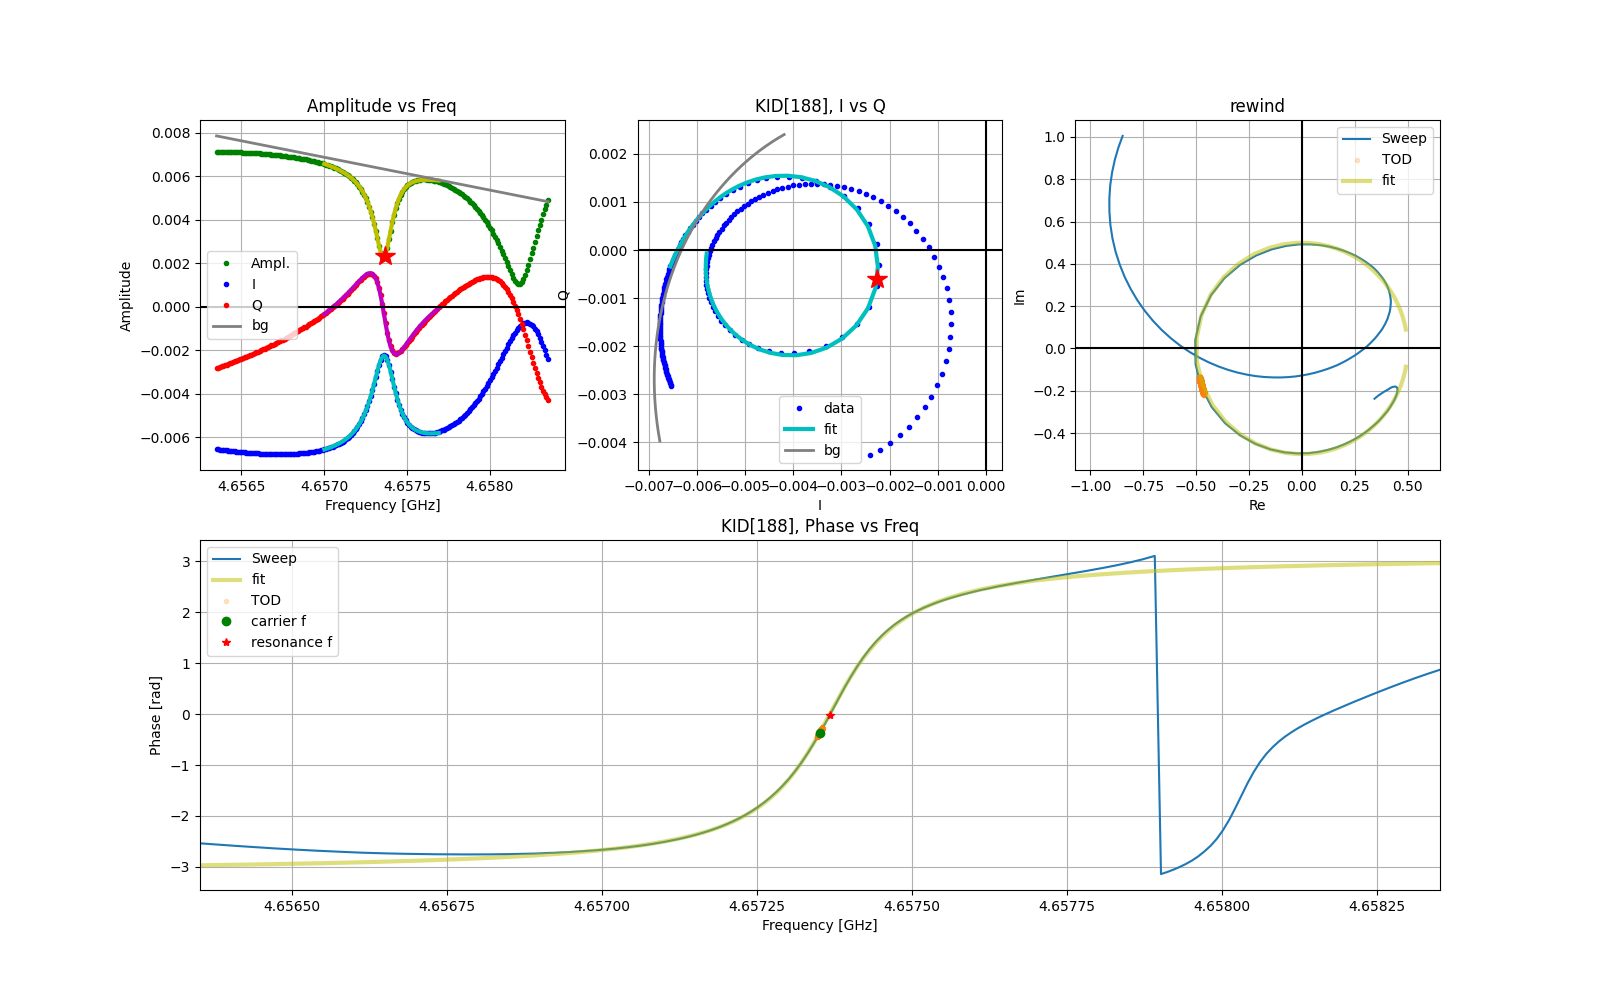 Amplitude vs Freq
0.008
0.006
0.004
0.002
0.000
−0.002
−0.004
−0.006
Amplitude
Ampl.
I
Q
bg
4.6565
4.6570
4.6575
4.6580
Frequency [GHz]
KID[188], I vs Q
0.002
0.001
0.000
−0.001
−0.002
−0.003
−0.004
Q
data
fit
bg
−0.007
−0.006
−0.005
−0.004
−0.003
−0.002
−0.001
0.000
I
rewind
1.0
0.8
0.6
0.4
0.2
0.0
−0.2
−0.4
Im
Sweep
TOD
fit
−1.00
−0.75
−0.50
−0.25
0.00
0.25
0.50
Re
KID[188], Phase vs Freq
3
2
1
0
−1
−2
−3
Phase [rad]
Sweep
fit
TOD
carrier f
resonance f
4.65650
4.65675
4.65700
4.65725
4.65750
4.65775
4.65800
4.65825
Frequency [GHz]